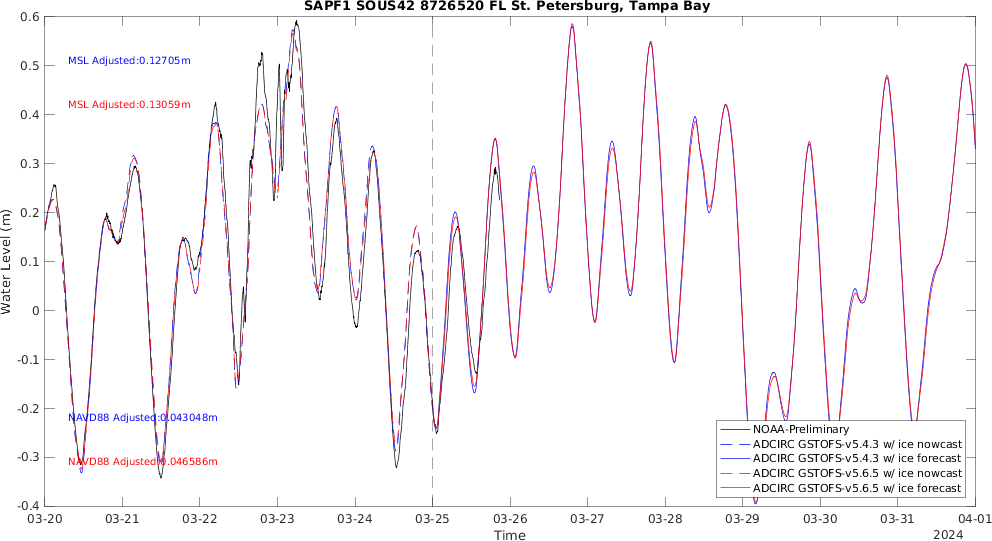 SAPF1 SOUS42 8726520 FL St. Petersburg, Tampa Bay
0.6
0.5
0.4
0.3
0.2
0.1
0
-0.1
-0.2
-0.3
-0.4
Water Level (m)
MSL Adjusted:0.12705m
MSL Adjusted:0.13059m
NAVD88 Adjusted:0.043048m
NAVD88 Adjusted:0.046586m
NOAA-Preliminary
ADCIRC GSTOFS-v5.4.3 w/ ice nowcast
ADCIRC GSTOFS-v5.4.3 w/ ice forecast
ADCIRC GSTOFS-v5.6.5 w/ ice nowcast
ADCIRC GSTOFS-v5.6.5 w/ ice forecast
03-20 03-21 03-22 03-23 03-24 03-25 03-26 03-27 03-28 03-29 03-30 03-31 04-01
Time
2024